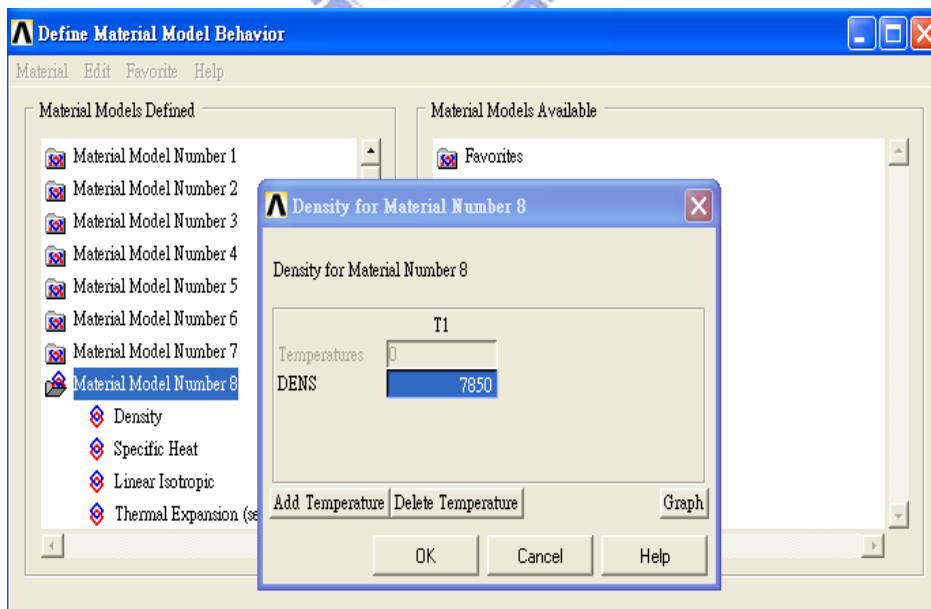 Define Material Model Behavior
Material Edit Favorite Help
Material Models Defined
Material Model Number 1
Material Model Number 2
Material Model Number 3
Material Model Number 4
Material Model Number 5
Material Model Number 6
Material Model Number 7
Material Model Number 8
Density
Specific Heat
Linear Isotropic
Thermal Expansion (se
Material Models Available
Favorites
Density for Material Number 8
Density for Material Number 8
T1
Temperatures 0
DENS 7850
Add Temperature Delete Temperature Graph
OK Cancel Help